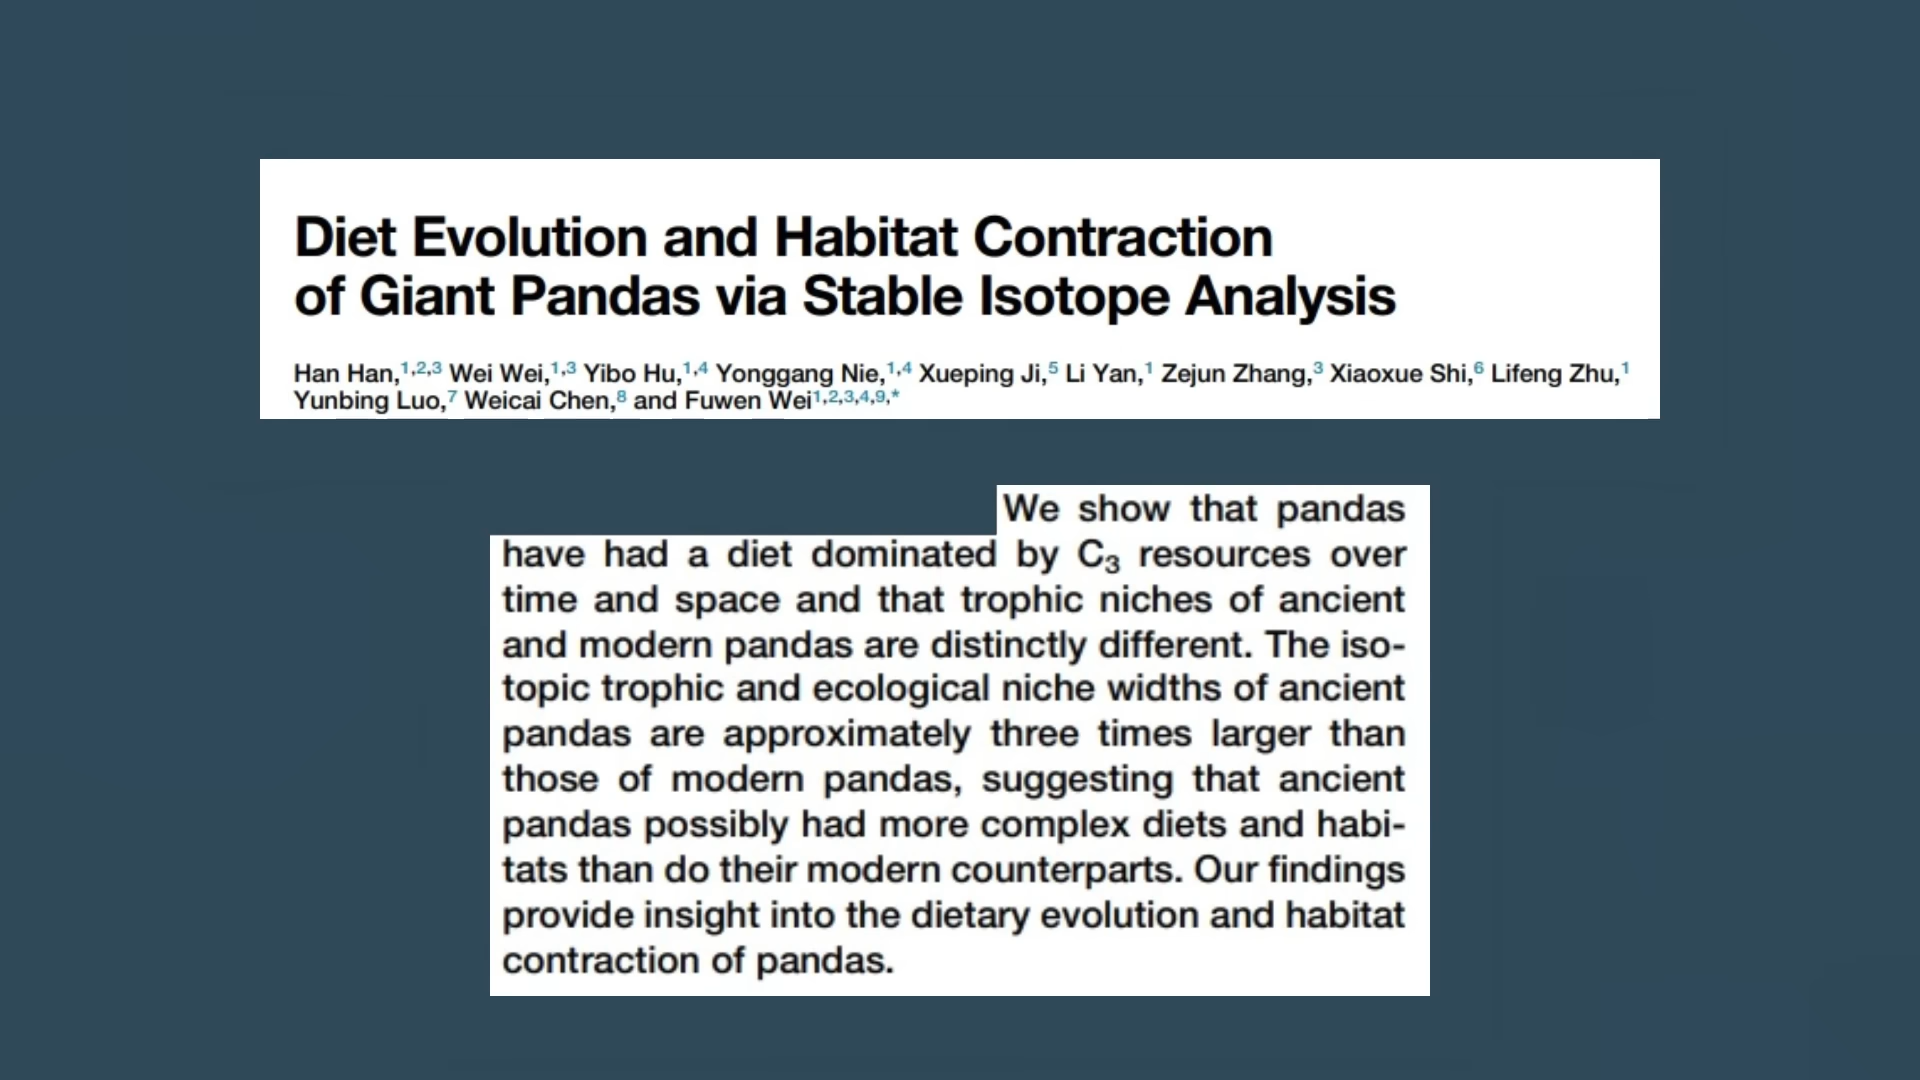 Diet Evolution and Habitat Contraction
of Giant Pandas via Stable Isotope Analysis
Han Han,1,2,3 Wei Wei,1,3 Yibo Hu,1,4 Yonggang Nie,1,4 Xueping Ji,5 Li Yan,1 Zejun Zhang,3 Xiaoxue Shi,6 Lifeng Zhu,1
Yunbing Luo,7 Weicai Chen,8 and Fuwen Wei1,2,3,4,9,*
We show that pandas
have had a diet dominated by C3 resources over
time and space and that trophic niches of ancient
and modern pandas are distinctly different. The iso-
topic trophic and ecological niche widths of ancient
pandas are approximately three times larger than
those of modern pandas, suggesting that ancient
pandas possibly had more complex diets and habi-
tats than do their modern counterparts. Our findings
provide insight into the dietary evolution and habitat
contraction of pandas.